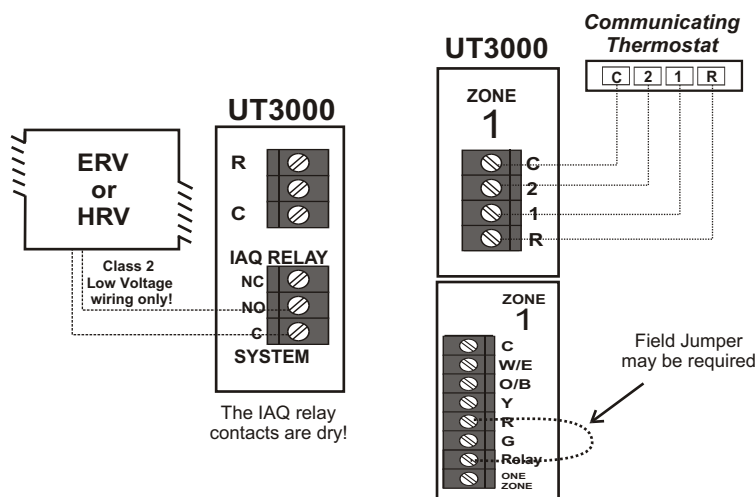 UT3000
ERV
or
HRV
Class 2
Low Voltage
wiring only!
R
C
IAQ RELAY
NC
NO
C
SYSTEM
The IAQ relay
contacts are dry!
UT3000
ZONE
1
C
2
1
R
Communicating
Thermostat
C 2 1 R
ZONE
1
C
W/E
O/B
Y
R
G
Relay
ONE
ZONE
Field Jumper
may be required